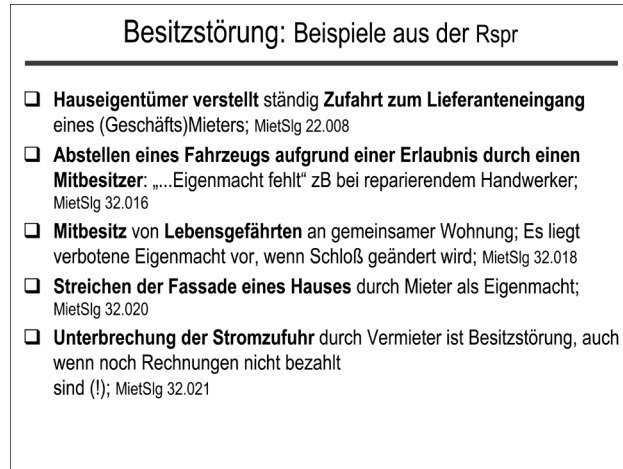 Besitzstörung: Beispiele aus der Rspr
❑ Hauseigentümer verstellt ständig Zufahrt zum Lieferanteneingang
eines (Geschäfts)Mieters; MietSlg 22.008
❑ Abstellen eines Fahrzeugs aufgrund einer Erlaubnis durch einen
Mitbesitzer: „...Eigenmacht fehlt“ zB bei reparierendem Handwerker;
MietSlg 32.016
❑ Mitbesitz von Lebensgefährten an gemeinsamer Wohnung; Es liegt
verbotene Eigenmacht vor, wenn Schloß geändert wird; MietSlg 32.018
❑ Streichen der Fassade eines Hauses durch Mieter als Eigenmacht;
MietSlg 32.020
❑ Unterbrechung der Stromzufuhr durch Vermieter ist Besitzstörung, auch
wenn noch Rechnungen nicht bezahlt
sind (!); MietSlg 32.021